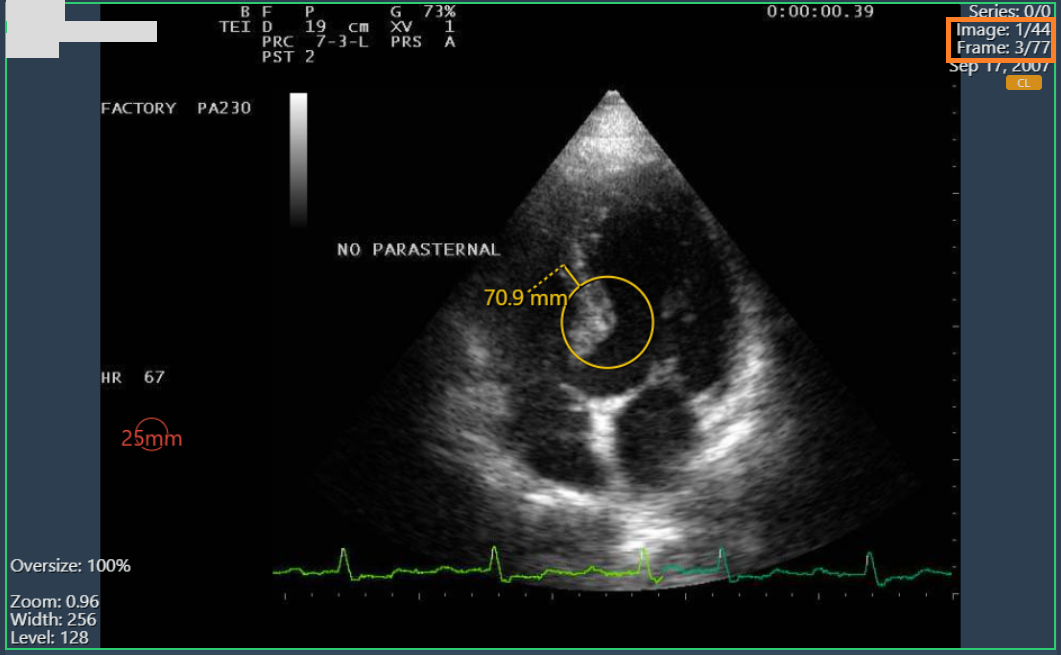 B F P G 73%
TEI D 19 cm XV 1
PRC 7-3-L PRS A
PST 2
0:00:00.39
Series: 0/0
Image: 1/44
Frame: 3/77
Sep 17, 2007
CL
FACTORY PA230
NO PARASTERNAL
70.9 mm
HR 67
25mm
Oversize: 100%
Zoom: 0.96
Width: 256
Level: 128